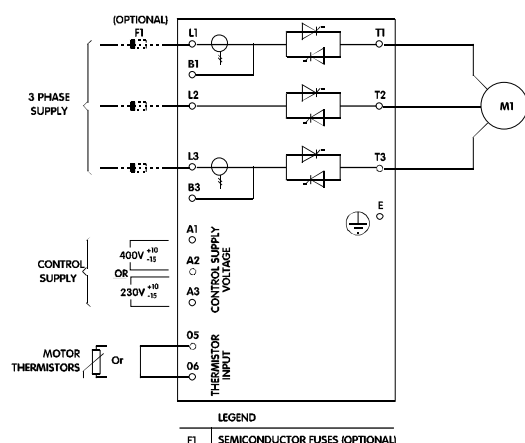 (OPTIONAL)
F1
L1
T1
B1
3 PHASE
SUPPLY
L2
T2
M1
L3
T3
B3
E
A1
400V +10 -15
CONTROL
SUPPLY
OR
A2
230V +10 -15
A3
CONTROL SUPPLY
VOLTAGE
05
MOTOR
THERMISTORS
Or
06
THERMISTOR
INPUT
LEGEND
F1 SEMICONDUCTOR FUSES (OPTIONAL)